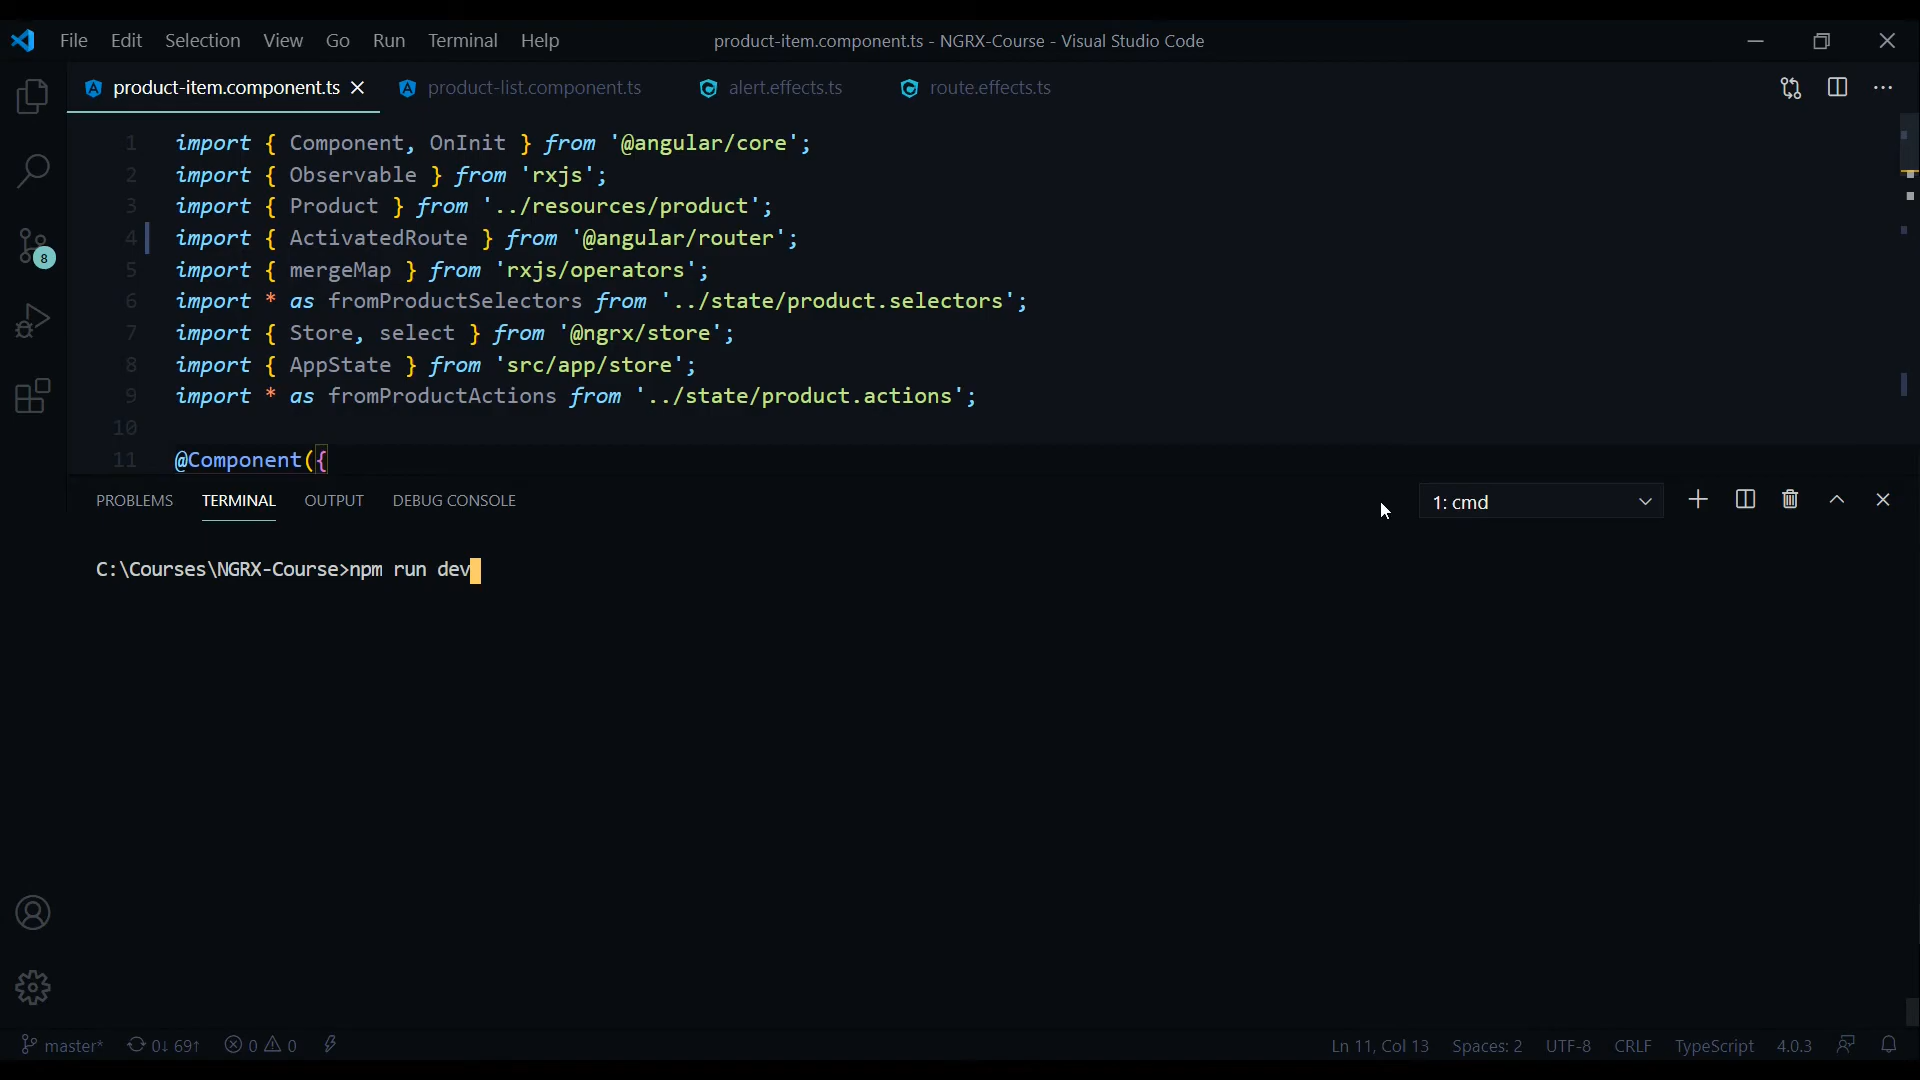 File Edit Selection View Go Run Terminal Help product-item.component.ts - NGRX-Course - Visual Studio Code
product-item.component.ts product-list.component.ts alert.effects.ts route.effects.ts
1 import { Component, OnInit } from '@angular/core';
2 import { Observable } from 'rxjs';
3 import { Product } from '../resources/product';
4 import { ActivatedRoute } from '@angular/router';
5 import { mergeMap } from 'rxjs/operators';
6 import * as fromProductSelectors from '../state/product.selectors';
7 import { Store, select } from '@ngrx/store';
8 import { AppState } from 'src/app/store';
9 import * as fromProductActions from '../state/product.actions';
10
11 @Component({
8
PROBLEMS TERMINAL OUTPUT DEBUG CONSOLE 1: cmd
C:\Courses\NGRX-Course>npm run dev
master* 0↓ 69↑ 0 0 Ln 11, Col 13 Spaces: 2 UTF-8 CRLF TypeScript 4.0.3